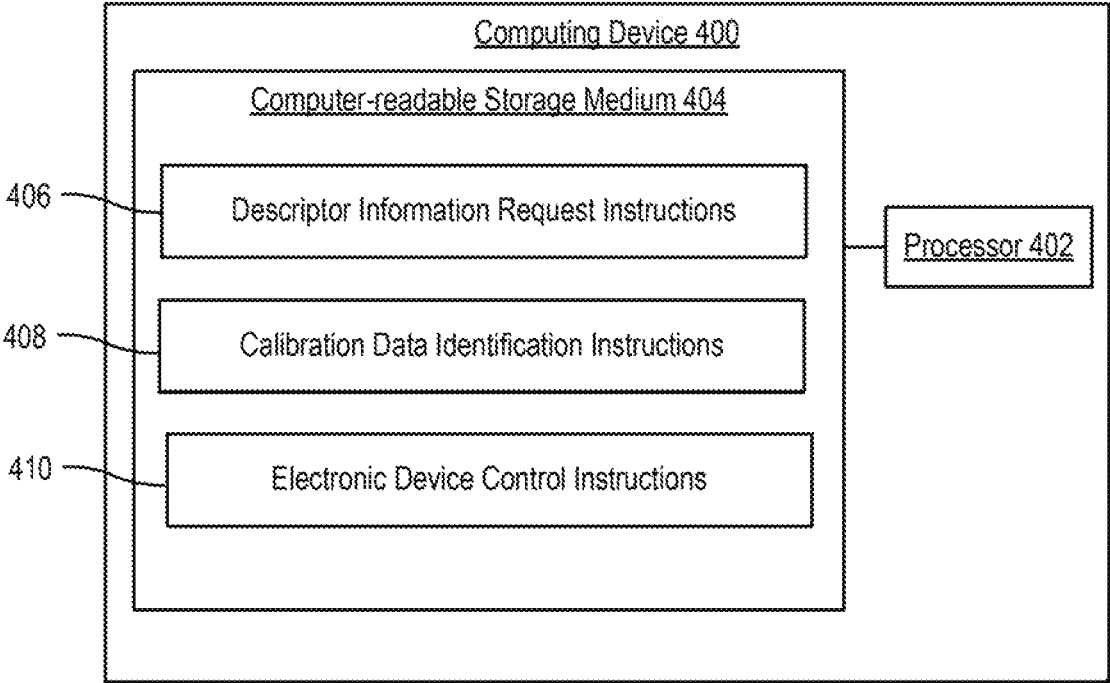 Computing Device 400
Computer-readable Storage Medium 404
406
Descriptor Information Request Instructions
Processor 402
408
Calibration Data Identification Instructions
410
Electronic Device Control Instructions